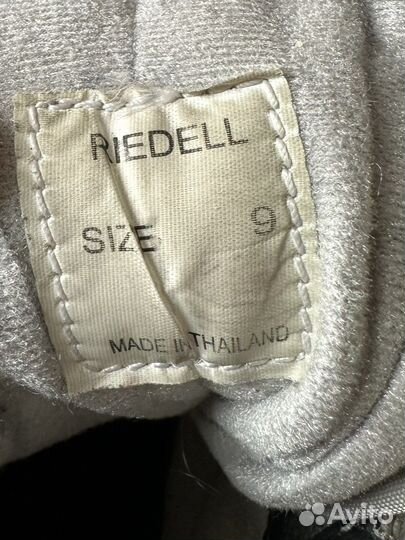 RIEDELL
SIZE 9
MADE IN THAILAND
Avito